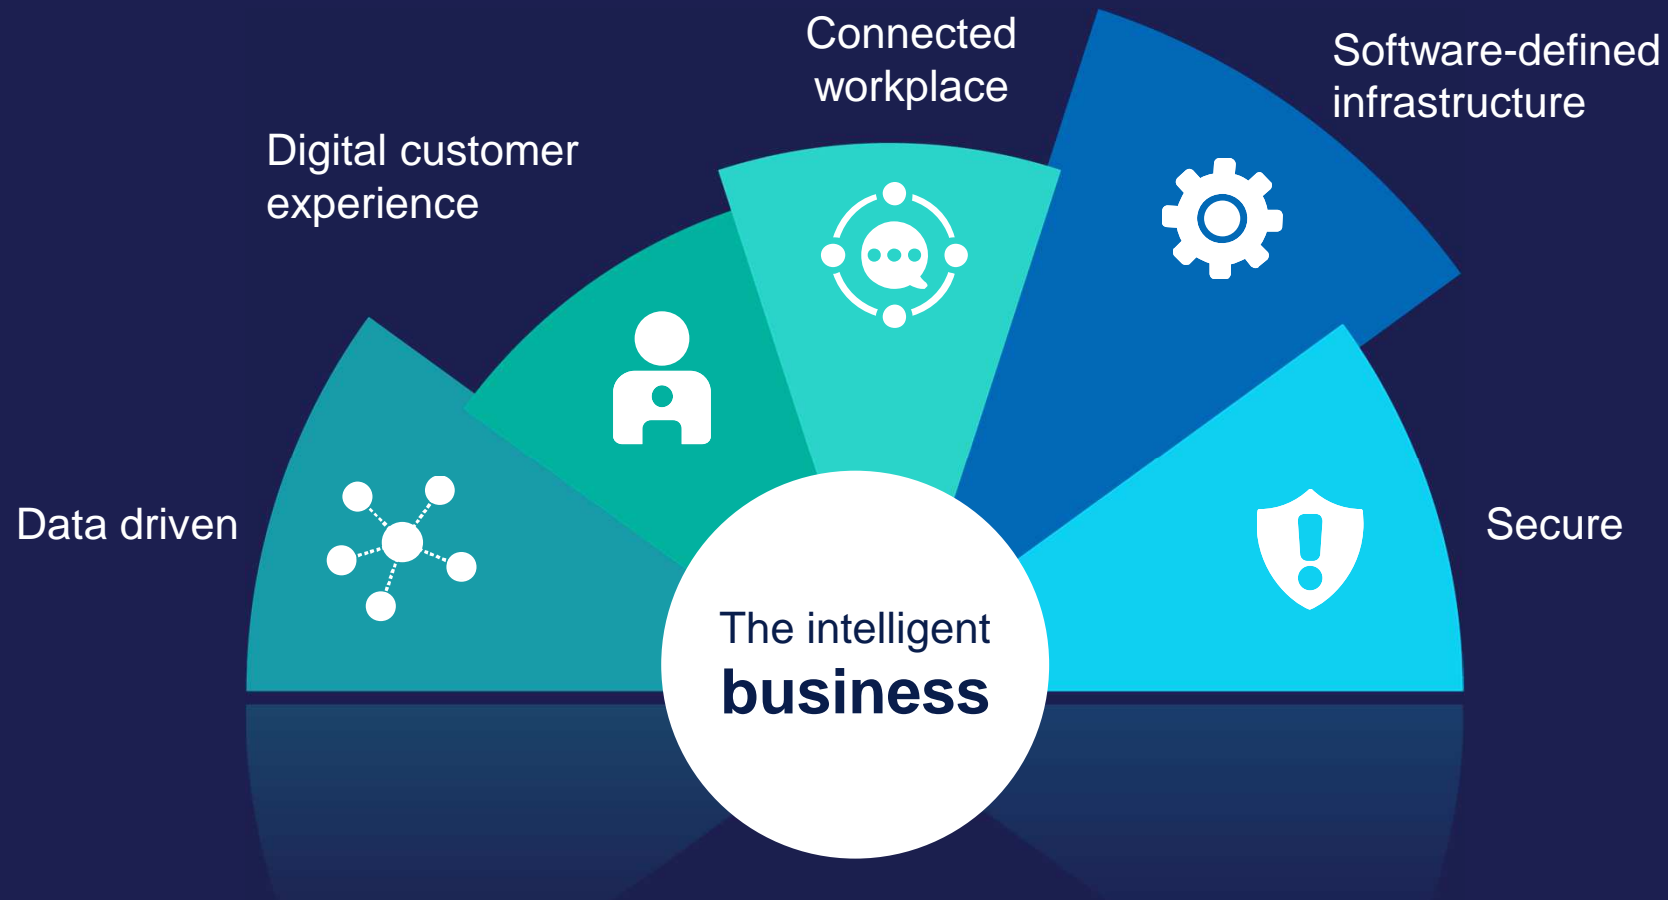 Connected
workplace
Software-defined
infrastructure
Digital customer
experience
Data driven
Secure
The intelligent
business